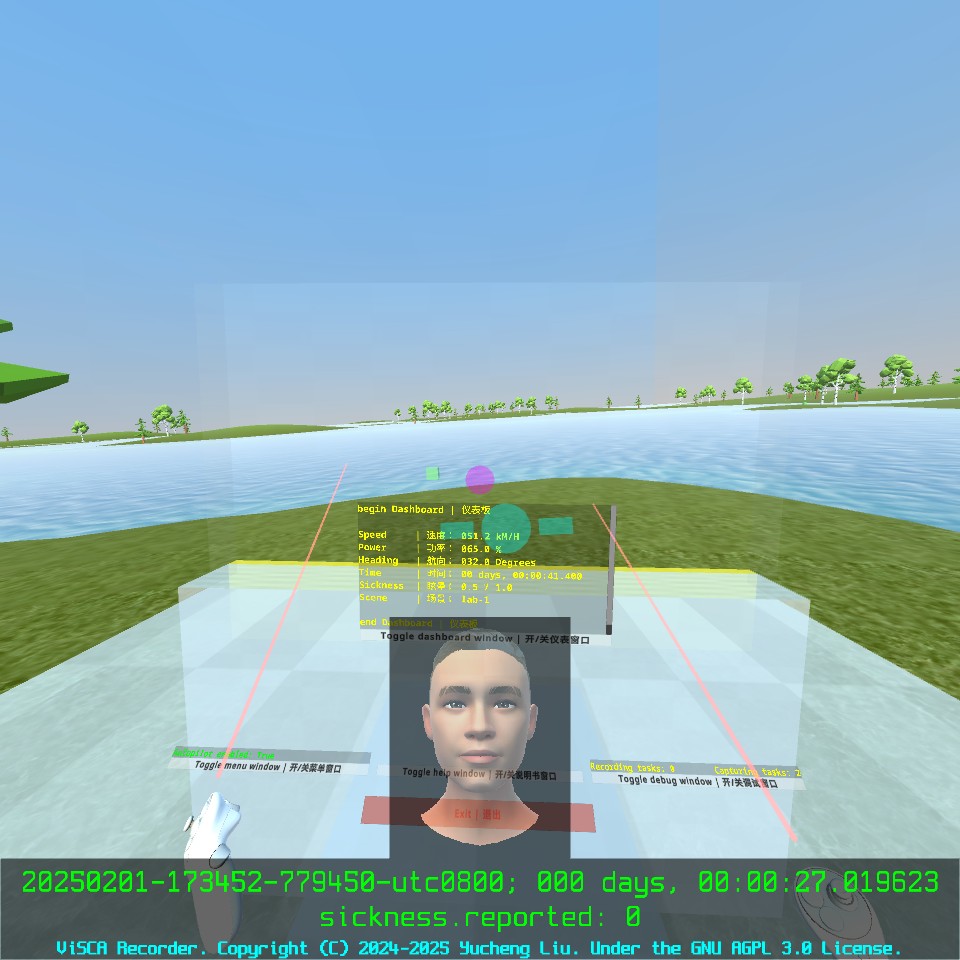 begin Dashboard | 仪表板
Speed | 速度： 051.2 kM/H
Power | 功率： 065.0 %
Heading | 航向： 032.0 Degrees
Time | 时间： 00 days, 00:00:41.400
Sickness | 眩晕： 0.5 / 1.0
Scene | 场景： lab-1
end Dashboard | 仪表板
Toggle dashboard window | 开/关仪表窗口
Autopilot enabled: True
Toggle menu window | 开/关菜单窗口
Toggle help window | 开/关说明书窗口
Recording tasks: 0 Capturing tasks: 2
Toggle debug window | 开/关调试窗口
Exit | 退出
20250201-173452-779450-utc0800; 000 days, 00:00:27.019623
sickness.reported: 0
ViSCA Recorder. Copyright (C) 2024-2025 Yucheng Liu. Under the GNU AGPL 3.0 License.